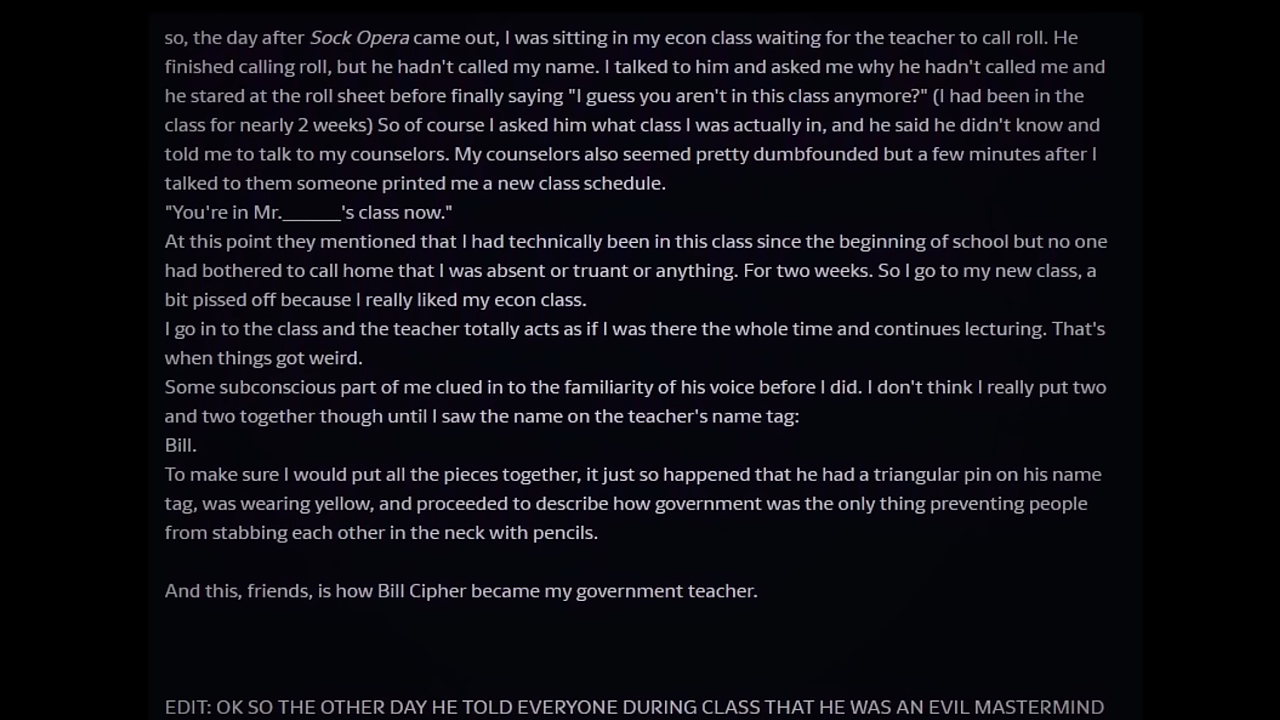 so, the day after Sock Opera came out, I was sitting in my econ class waiting for the teacher to call roll. He
finished calling roll, but he hadn't called my name. I talked to him and asked me why he hadn't called me and
he stared at the roll sheet before finally saying "I guess you aren't in this class anymore?" (I had been in the
class for nearly 2 weeks) So of course I asked him what class I was actually in, and he said he didn't know and
told me to talk to my counselors. My counselors also seemed pretty dumbfounded but a few minutes after I
talked to them someone printed me a new class schedule.
"You're in Mr.______'s class now."
At this point they mentioned that I had technically been in this class since the beginning of school but no one
had bothered to call home that I was absent or truant or anything. For two weeks. So I go to my new class, a
bit pissed off because I really liked my econ class.
I go in to the class and the teacher totally acts as if I was there the whole time and continues lecturing. That's
when things got weird.
Some subconscious part of me clued in to the familiarity of his voice before I did. I don't think I really put two
and two together though until I saw the name on the teacher's name tag:
Bill.
To make sure I would put all the pieces together, it just so happened that he had a triangular pin on his name
tag, was wearing yellow, and proceeded to describe how government was the only thing preventing people
from stabbing each other in the neck with pencils.
And this, friends, is how Bill Cipher became my government teacher.
EDIT: OK SO THE OTHER DAY HE TOLD EVERYONE DURING CLASS THAT HE WAS AN EVIL MASTERMIND